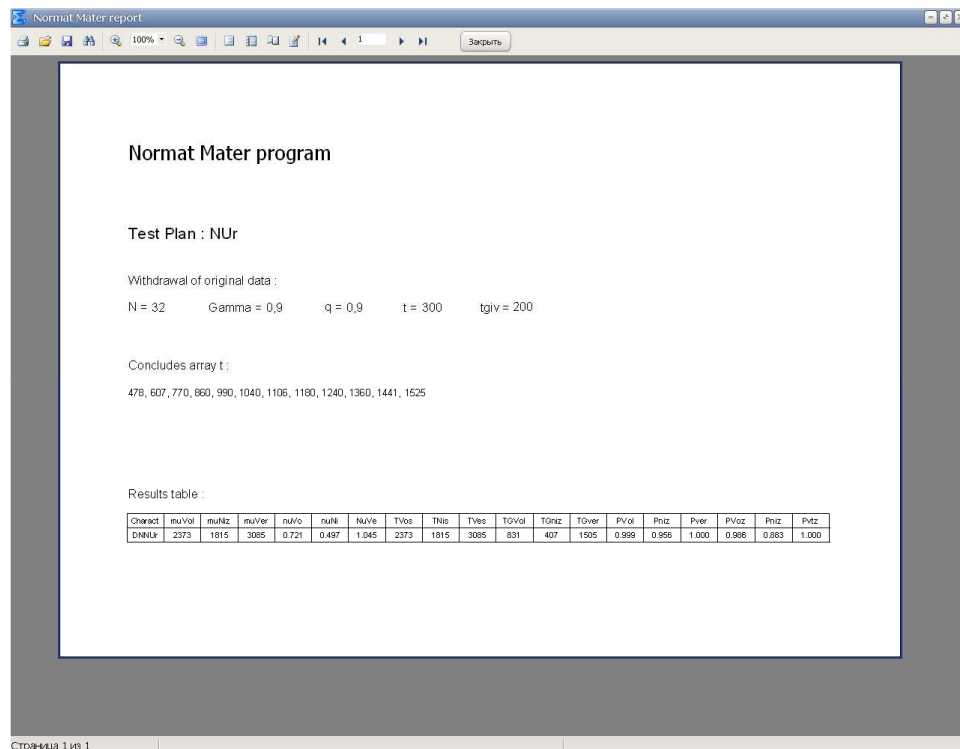 Normat Mater report
100% 1 Закрыть
Normat Mater program
Test Plan : NUr
Withdrawal of original data :
N = 32 Gamma = 0,9 q = 0,9 t = 300 tgiv = 200
Concludes array t :
478, 607, 770, 860, 990, 1040, 1106, 1180, 1240, 1360, 1441, 1525
Results table :
Charact muVol muNiz muVer nuVo nuNi NuVe TVos TNis TVes TGVol TGniz TGver PVol Pniz Pver PVoz Pniz Pvtz
DNNUr 2373 1815 3085 0.721 0.497 1.045 2373 1815 3085 831 407 1505 0.999 0.956 1.000 0.986 0.883 1.000
Страница 1 из 1